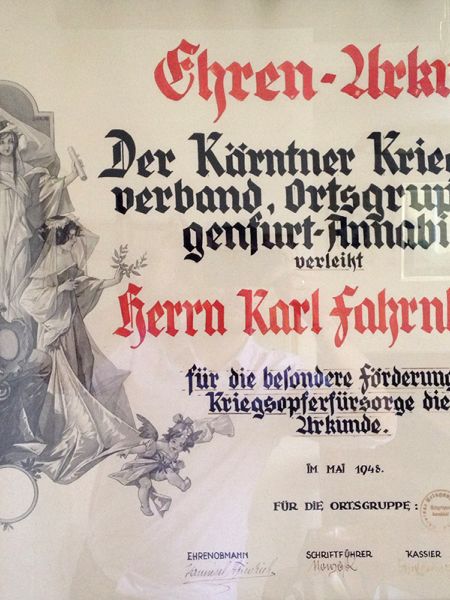 Ehren-Urku
Der Kärntner Krieg
verband, Ortsgrup
genfurt-Annabi
verleiht
Herrn Karl Fahrn
für die besondere Förderung
Kriegsopferfürsorge die
Urkunde.
IM MAI 1948.
FÜR DIE ORTSGRUPPE:
EHRENOBMANN SCHRIFTFÜHRER KASSIER